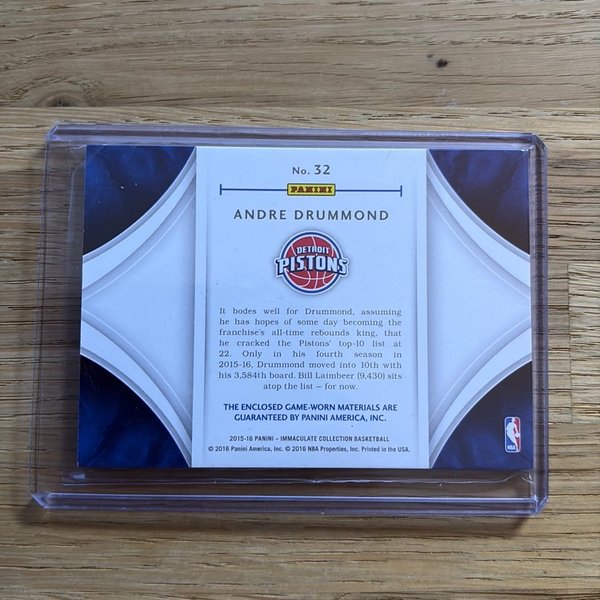 No. 32
PANINI
ANDRE DRUMMOND
DETROIT
PISTONS
It bodes well for Drummond, assuming
he has hopes of some day becoming the
franchise's all-time rebounds king, that
he cracked the Pistons' top-10 list at
22. Only in his fourth season in
2015-16, Drummond moved into 10th with
his 3,584th board. Bill Laimbeer (9,430) sits
atop the list – for now.
THE ENCLOSED GAME-WORN MATERIALS ARE
GUARANTEED BY PANINI AMERICA, INC.
2015-16 PANINI – IMMACULATE COLLECTION BASKETBALL
© 2016 Panini America, Inc. © 2016 NBA Properties, Inc. Printed in the USA.
NBA